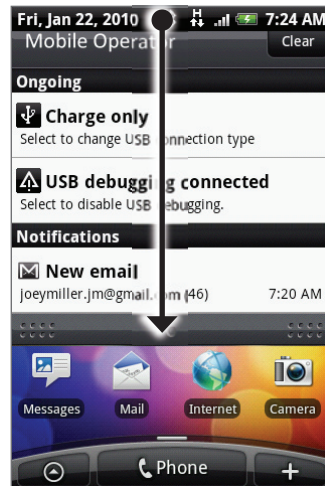 Fri, Jan 22, 2010 H 7:24 AM
Mobile Operator Clear
Ongoing
Charge only
Select to change USB connection type
USB debugging connected
Select to disable USB debugging.
Notifications
New email
joeymiller.jm@gmail.com (46) 7:20 AM
Messages Mail Internet Camera
Phone +